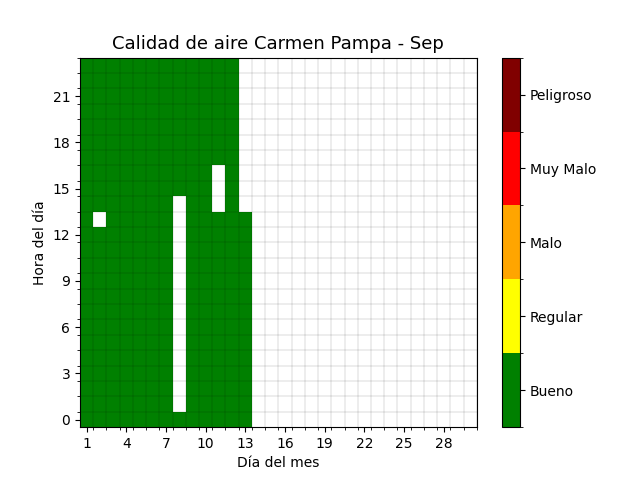 Calidad de aire Carmen Pampa - Sep
Hora del día
21
18
15
12
9
6
3
0
1 4 7 10 13 16 19 22 25 28
Día del mes
Peligroso
Muy Malo
Malo
Regular
Bueno